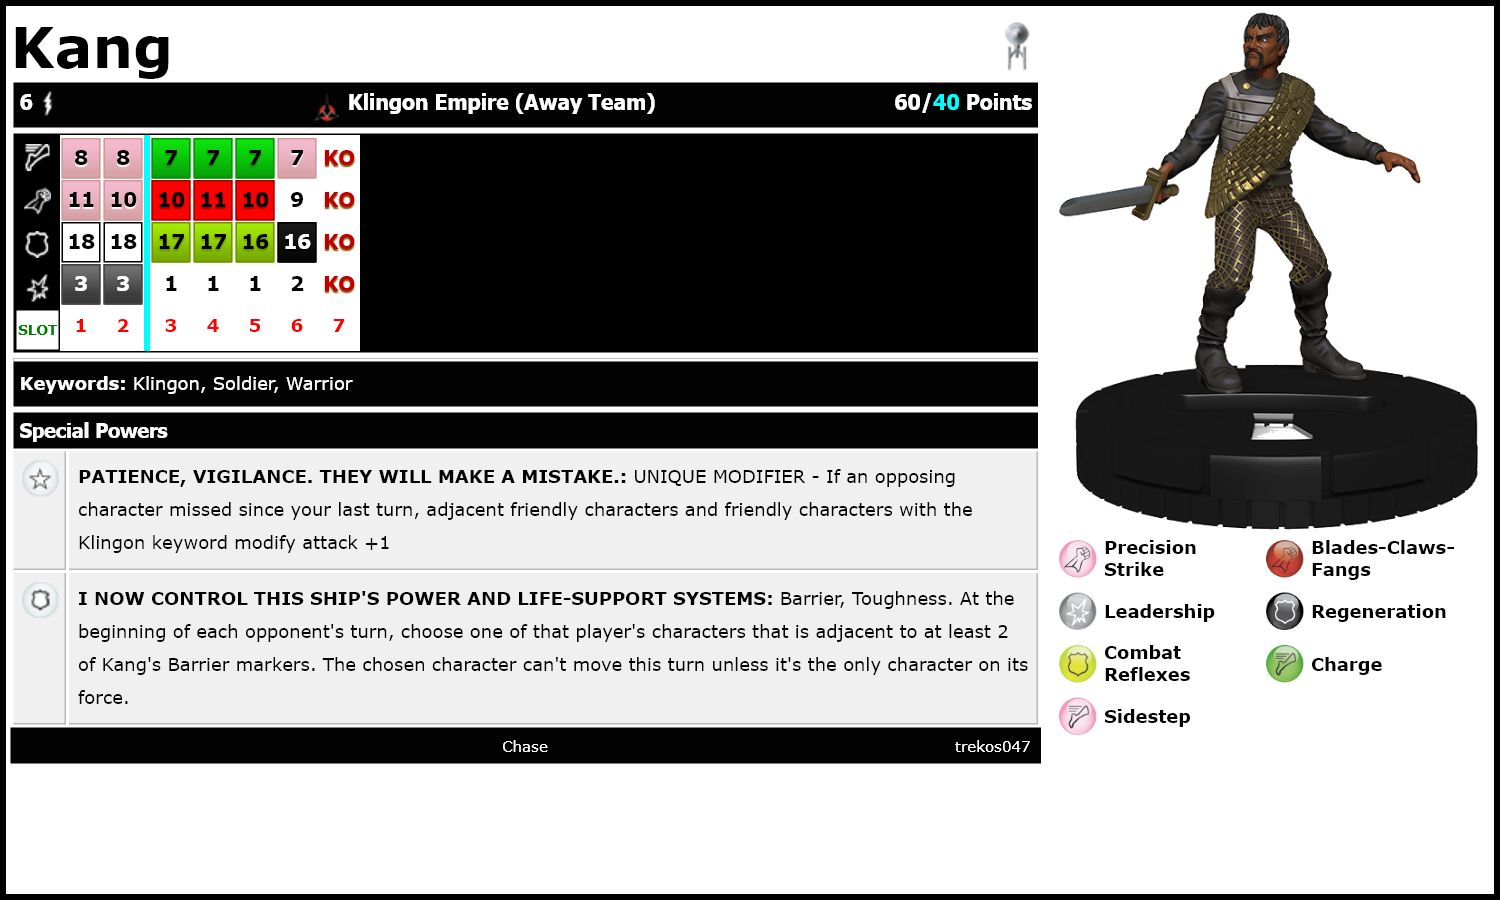 Kang
6 Klingon Empire (Away Team) 60/40 Points
8 8 7 7 7 7 KO
11 10 10 11 10 9 KO
18 18 17 17 16 16 KO
3 3 1 1 1 2 KO
SLOT 1 2 3 4 5 6 7
Keywords: Klingon, Soldier, Warrior
Special Powers
PATIENCE, VIGILANCE. THEY WILL MAKE A MISTAKE.: UNIQUE MODIFIER - If an opposing
character missed since your last turn, adjacent friendly characters and friendly characters with the
Klingon keyword modify attack +1
I NOW CONTROL THIS SHIP'S POWER AND LIFE-SUPPORT SYSTEMS: Barrier, Toughness. At the
beginning of each opponent's turn, choose one of that player's characters that is adjacent to at least 2
of Kang's Barrier markers. The chosen character can't move this turn unless it's the only character on its
force.
Chase trekos047
Precision
Strike
Blades-Claws-
Fangs
Leadership
Regeneration
Combat
Reflexes
Charge
Sidestep